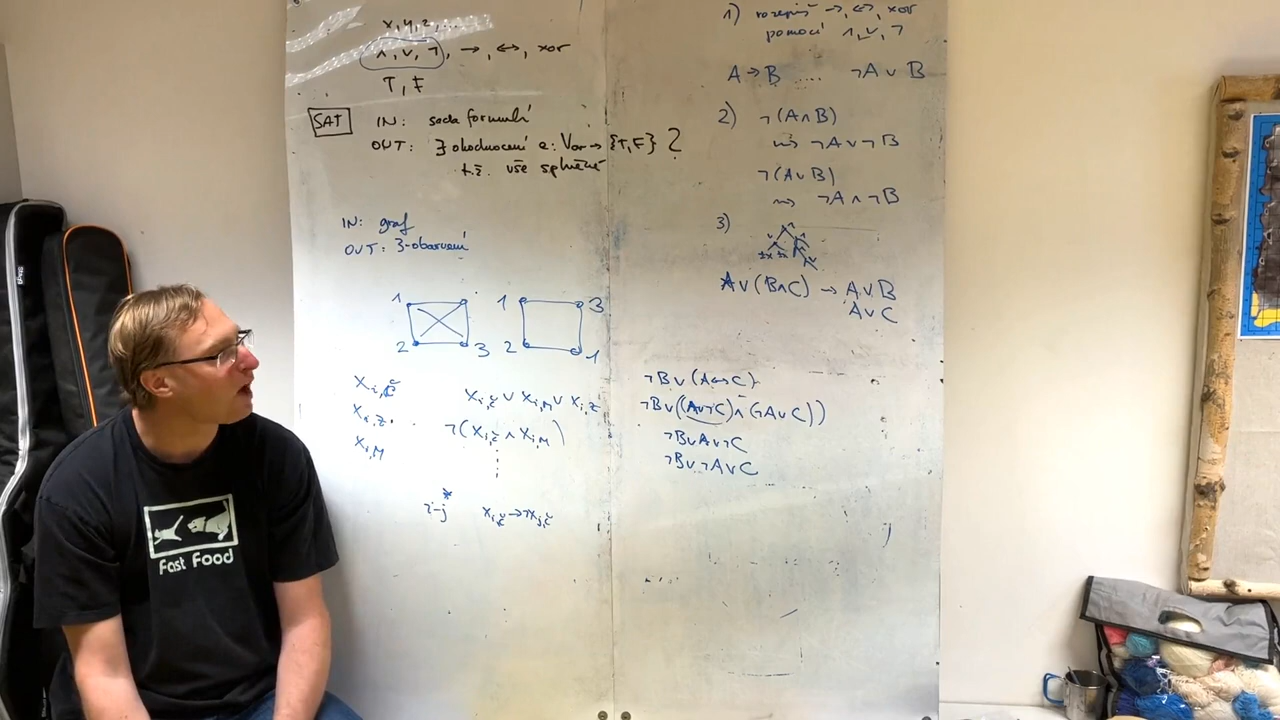 x, y, z, ...
∧, ∨, ¬, →, ↔, xor
T, F
SAT IN: sada formulí
OUT: ∃ ohodnocení e: Var → {T, F} ?
t.ž. vše splněné
IN: graf
OUT: 3-obarvení
1 2 3
1 3 2 1
x_{i,Č}
x_{i,Z}
x_{i,M}
x_{i,Č} ∨ x_{i,M} ∨ x_{i,Z}
¬(x_{i,Č} ∧ x_{i,M})
i-j x_{i,Č} → ¬x_{j,Č}
1) rozepiš →, ↔, xor
pomocí ∧, ∨, ¬
A → B .... ¬A ∨ B
2) ¬(A∧B)
⇝ ¬A ∨ ¬B
¬(A∨B)
⇝ ¬A ∧ ¬B
3)
A∨(B∧C) → A∨B
A∨C
¬B∨(A↔C)
¬B∨((A∨¬C)∧(¬A∨C))
¬B∨A∨¬C
¬B∨¬A∨C
Fast Food